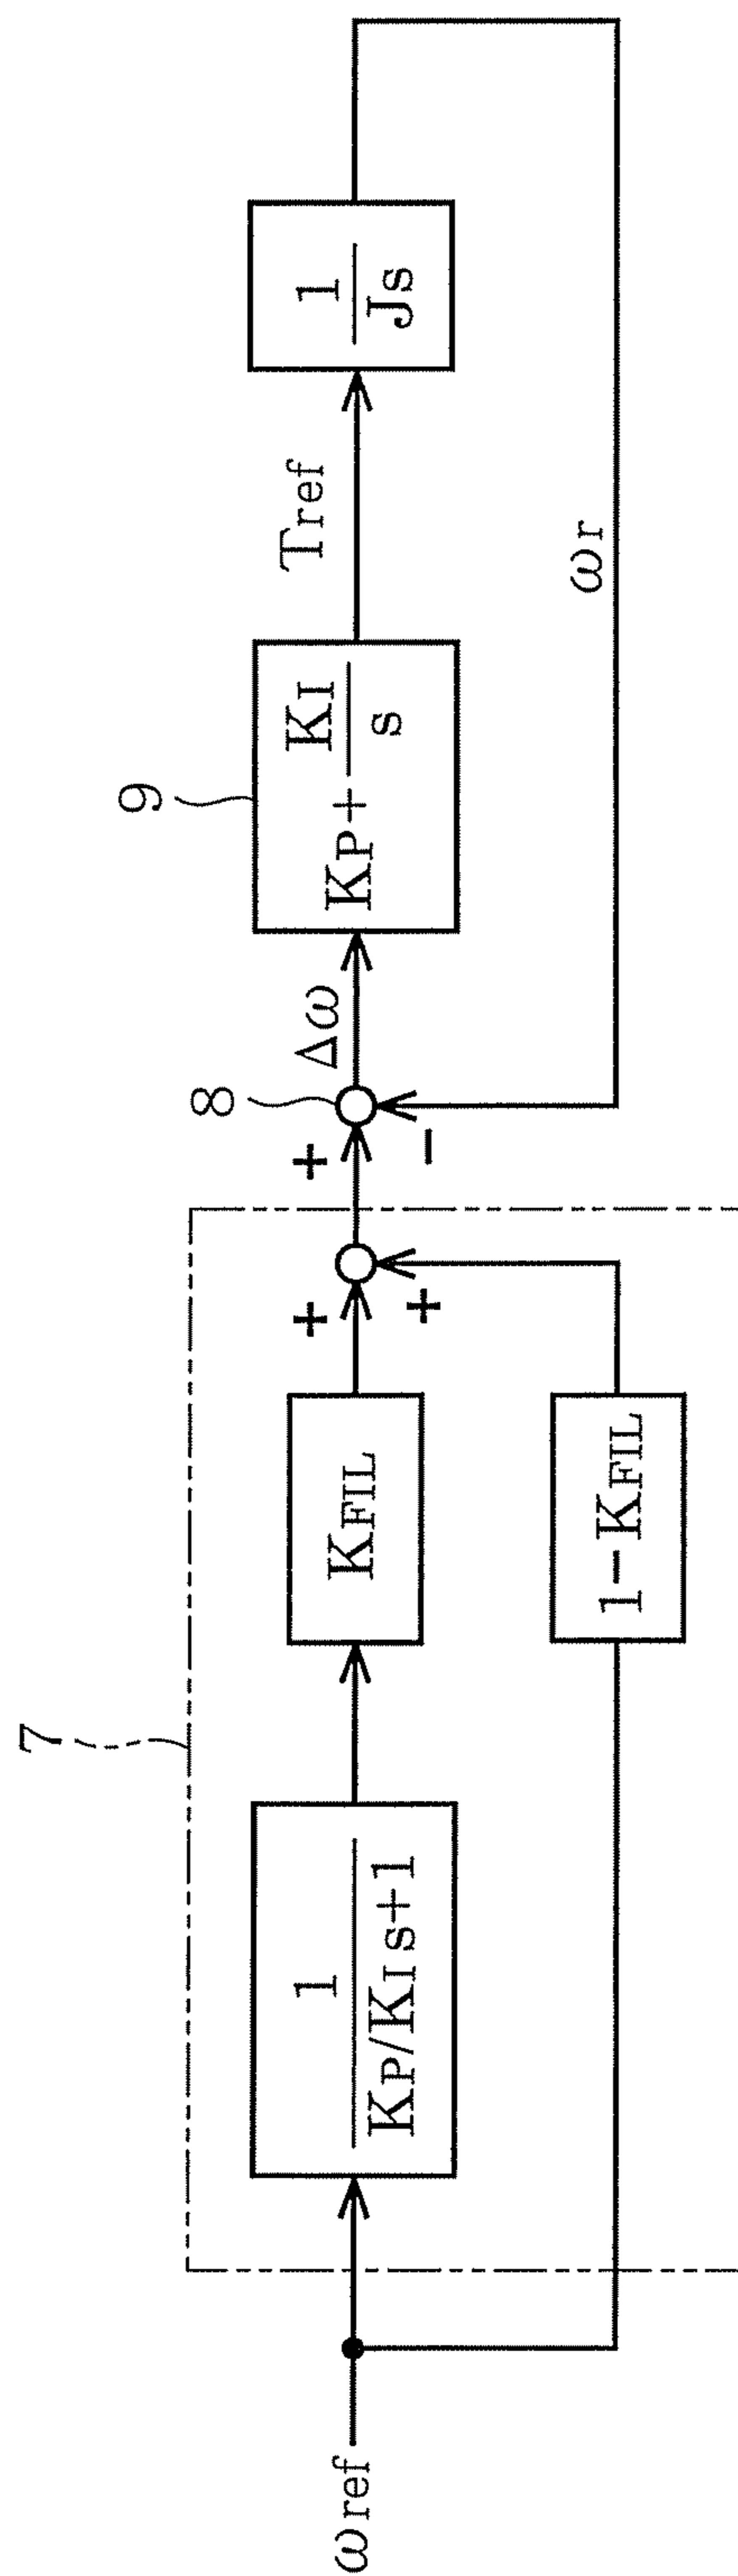 7
9
8
ωref
1
KP/KIs+1
KFIL
1-KFIL
+
+
+
−
Δω
KP+
KI
s
Tref
1
Js
ωr